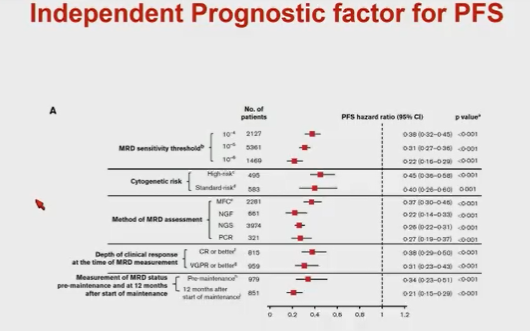 Independent Prognostic factor for PFS
A
No. of patients
PFS hazard ratio (95% CI)
p valueᵃ
MRD sensitivity thresholdᵇ
10⁻⁴ 2127 0·38 (0·32–0·45) <0·001
10⁻⁵ 5361 0·31 (0·27–0·36) <0·001
10⁻⁶ 1469 0·22 (0·16–0·29) <0·001
Cytogenetic risk
High-risk 495 0·45 (0·36–0·58) <0·001
Standard-risk 583 0·40 (0·26–0·60) 0·001
Method of MRD assessment
MFC 2281 0·37 (0·30–0·46) <0·001
NGF 661 0·22 (0·14–0·33) <0·001
NGS 3974 0·26 (0·22–0·31) <0·001
PCR 321 0·27 (0·19–0·37) <0·001
Depth of clinical response
at the time of MRD measurement
CR or better 815 0·38 (0·29–0·50) <0·001
VGPR or better 959 0·31 (0·23–0·43) <0·001
Measurement of MRD status
pre-maintenance and at 12 months
after start of maintenance
Pre-maintenance 979 0·34 (0·23–0·51) <0·001
12 months after
start of maintenance 851 0·21 (0·15–0·29) <0·001
0 0.2 0.4 0.6 0.8 1 1.2